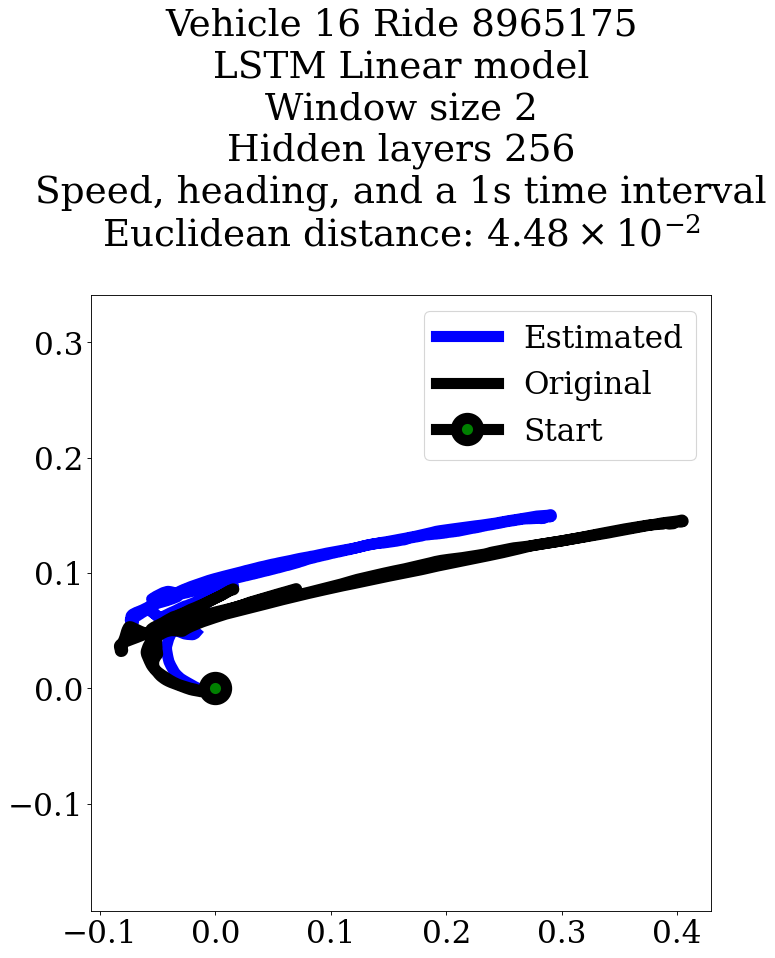 Vehicle 16 Ride 8965175
LSTM Linear model
Window size 2
Hidden layers 256
Speed, heading, and a 1s time interval
Euclidean distance: 4.48 × 10⁻²
Estimated
Original
Start
0.3
0.2
0.1
0.0
−0.1
−0.1 0.0 0.1 0.2 0.3 0.4